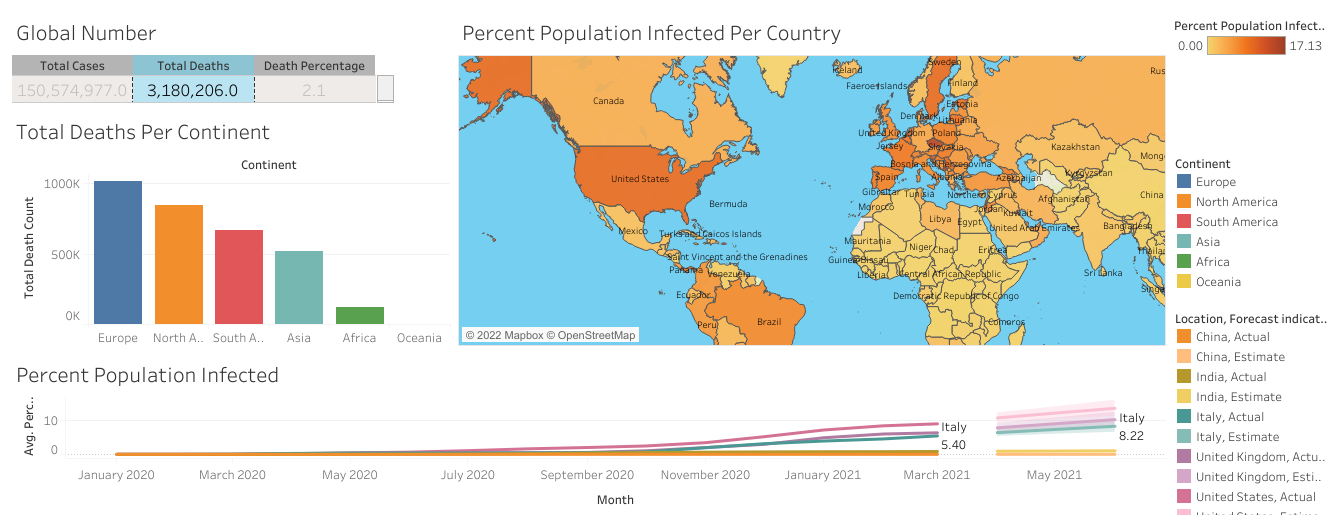 Global Number
Total Cases Total Deaths Death Percentage
150,574,977.0 3,180,206.0 2.1
Total Deaths Per Continent
Continent
Total Death Count
1000K
500K
0K
Europe North A.. South A.. Asia Africa Oceania
Percent Population Infected Per Country
Canada
United States
Mexico
Bermuda
Turks and Caicos Islands
Saint Vincent and the Grenadines
Panama
Venezuela
Ecuador
Peru
Brazil
Iceland
Faeroe Islands
Sweden
Finland
Estonia
Denmark
Lithuania
United Kingdom
Poland
Jersey
Slovakia
Bosnia and Herzegovina
Spain
Albania
Gibraltar
Tunisia
Northern Cyprus
Azerbaijan
Kazakhstan
Kyrgyzstan
Mong
Rus
China
Afghanistan
Morocco
Libya
Egypt
Jordan
Kuwait
United Arab Emirates
Bangladesh
Mauritania
Niger
Chad
Eritrea
Thailan
Guinea-Bissau
Liberia
Central African Republic
Sri Lanka
Singa
Democratic Republic of Congo
Comoros
© 2022 Mapbox © OpenStreetMap
Percent Population Infect..
0.00 17.13
Continent
Europe
North America
South America
Asia
Africa
Oceania
Location, Forecast indicat..
China, Actual
China, Estimate
India, Actual
India, Estimate
Italy, Actual
Italy, Estimate
United Kingdom, Actu..
United Kingdom, Esti..
United States, Actual
Percent Population Infected
Avg. Perc..
10
0
Italy
5.40
Italy
8.22
January 2020 March 2020 May 2020 July 2020 September 2020 November 2020 January 2021 March 2021 May 2021
Month